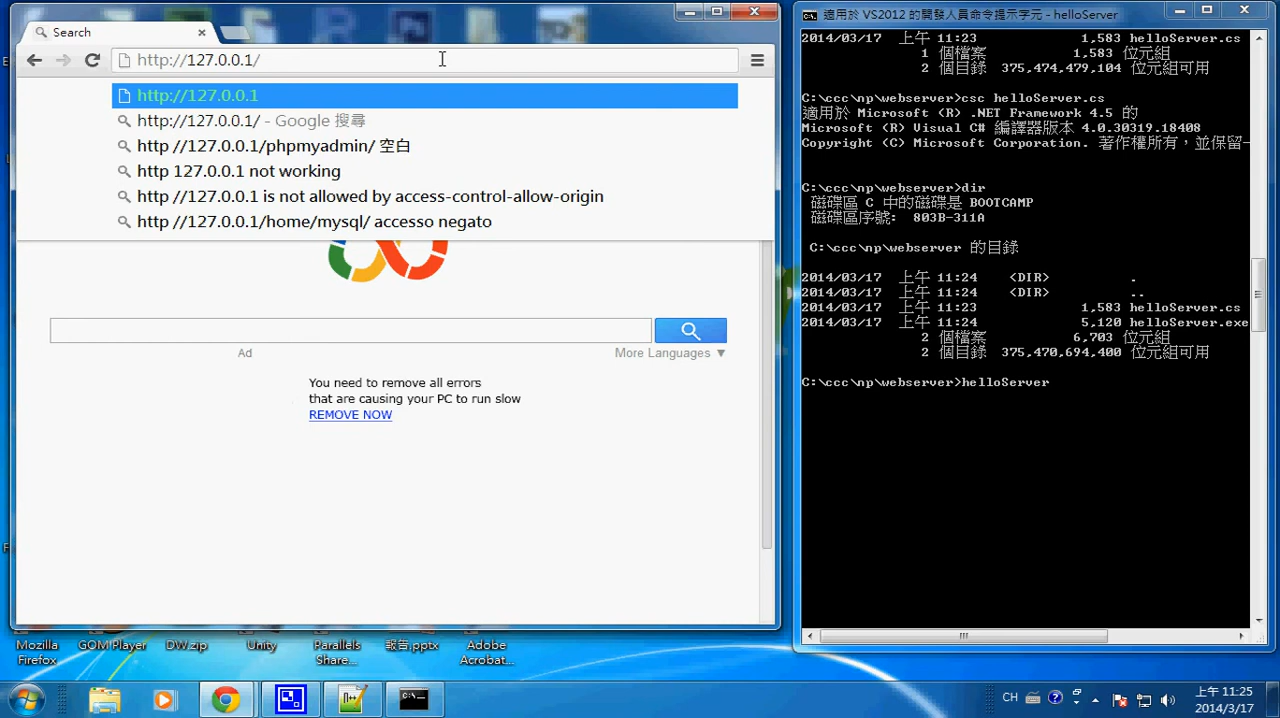 Search
http://127.0.0.1/
http://127.0.0.1
http://127.0.0.1/ - Google 搜尋
http //127.0.0.1/phpmyadmin/ 空白
http 127.0.0.1 not working
http //127.0.0.1 is not allowed by access-control-allow-origin
http //127.0.0.1/home/mysql/ accesso negato
Ad
More Languages ▼
You need to remove all errors
that are causing your PC to run slow
REMOVE NOW
適用於 VS2012 的開發人員命令提示字元 - helloServer
2014/03/17 上午 11:23 1,583 helloServer.cs
1 個檔案 1,583 位元組
2 個目錄 375,474,479,104 位元組可用
C:\ccc\np\webserver>csc helloServer.cs
適用於 Microsoft (R) .NET Framework 4.5 的
Microsoft (R) Visual C# 編譯器版本 4.0.30319.18408
Copyright (C) Microsoft Corporation. 著作權所有，並保留一
C:\ccc\np\webserver>dir
磁碟區 C 中的磁碟是 BOOTCAMP
磁碟區序號: 803B-311A
C:\ccc\np\webserver 的目錄
2014/03/17 上午 11:24 <DIR> .
2014/03/17 上午 11:24 <DIR> ..
2014/03/17 上午 11:23 1,583 helloServer.cs
2014/03/17 上午 11:24 5,120 helloServer.exe
2 個檔案 6,703 位元組
2 個目錄 375,470,694,400 位元組可用
C:\ccc\np\webserver>helloServer
Mozilla
Firefox
GOM Player
DW.zip
Unity
Parallels
Share...
報告.pptx
Adobe
Acrobat...
CH
上午 11:25
2014/3/17